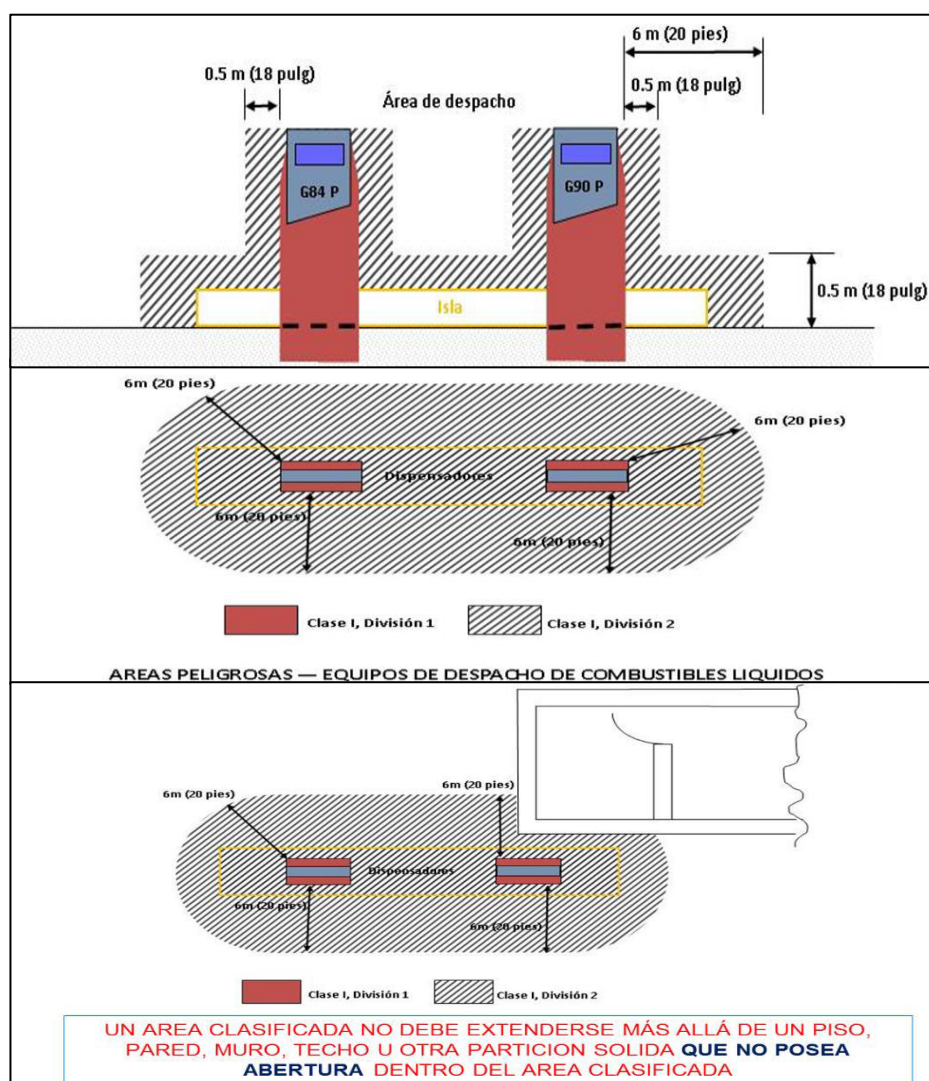 6 m (20 pies)
0.5 m (18 pulg)
0.5 m (18 pulg)
Área de despacho
G84 P
G90 P
0.5 m (18 pulg)
Isla
6m (20 pies)
6m (20 pies)
Dispensadores
6m (20 pies)
6m (20 pies)
Clase I, División 1
Clase I, División 2
AREAS PELIGROSAS — EQUIPOS DE DESPACHO DE COMBUSTIBLES LIQUIDOS
6m (20 pies)
6m (20 pies)
Dispensadores
6m (20 pies)
6m (20 pies)
Clase I, División 1
Clase I, División 2
UN AREA CLASIFICADA NO DEBE EXTENDERSE MÁS ALLÁ DE UN PISO,
PARED, MURO, TECHO U OTRA PARTICION SOLIDA QUE NO POSEA
ABERTURA DENTRO DEL AREA CLASIFICADA